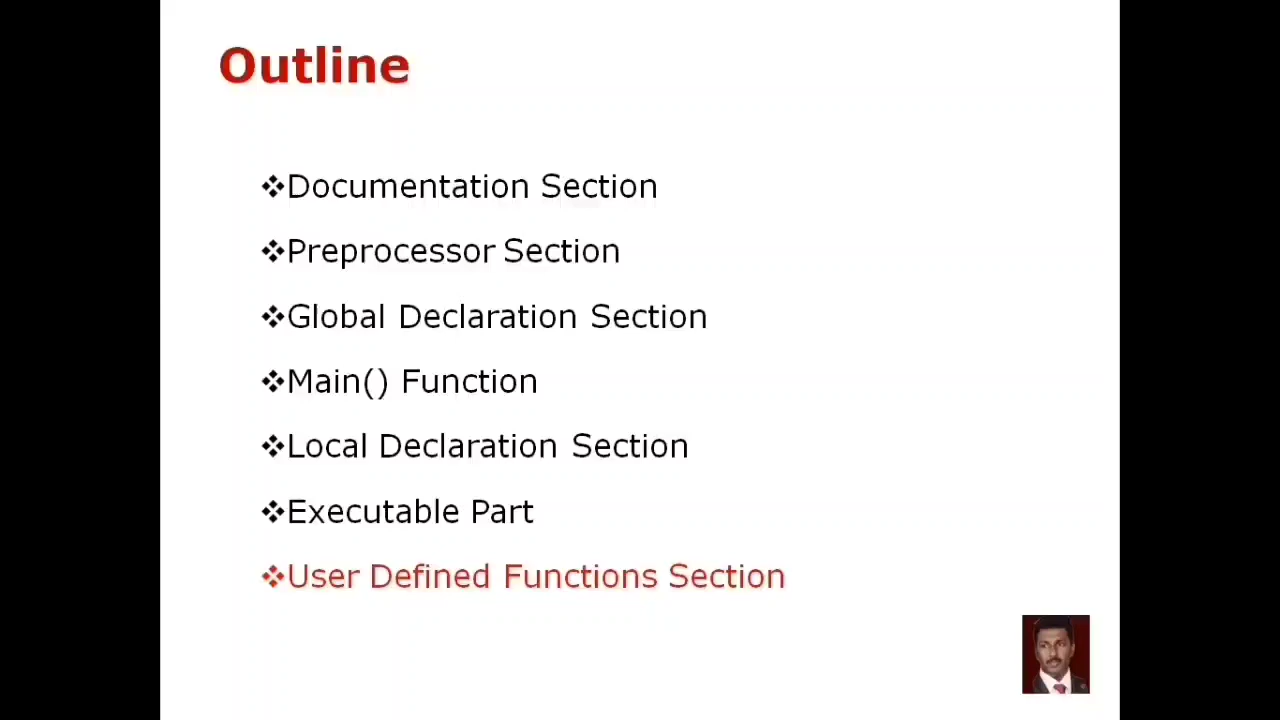 Outline
❖Documentation Section
❖Preprocessor Section
❖Global Declaration Section
❖Main() Function
❖Local Declaration Section
❖Executable Part
❖User Defined Functions Section